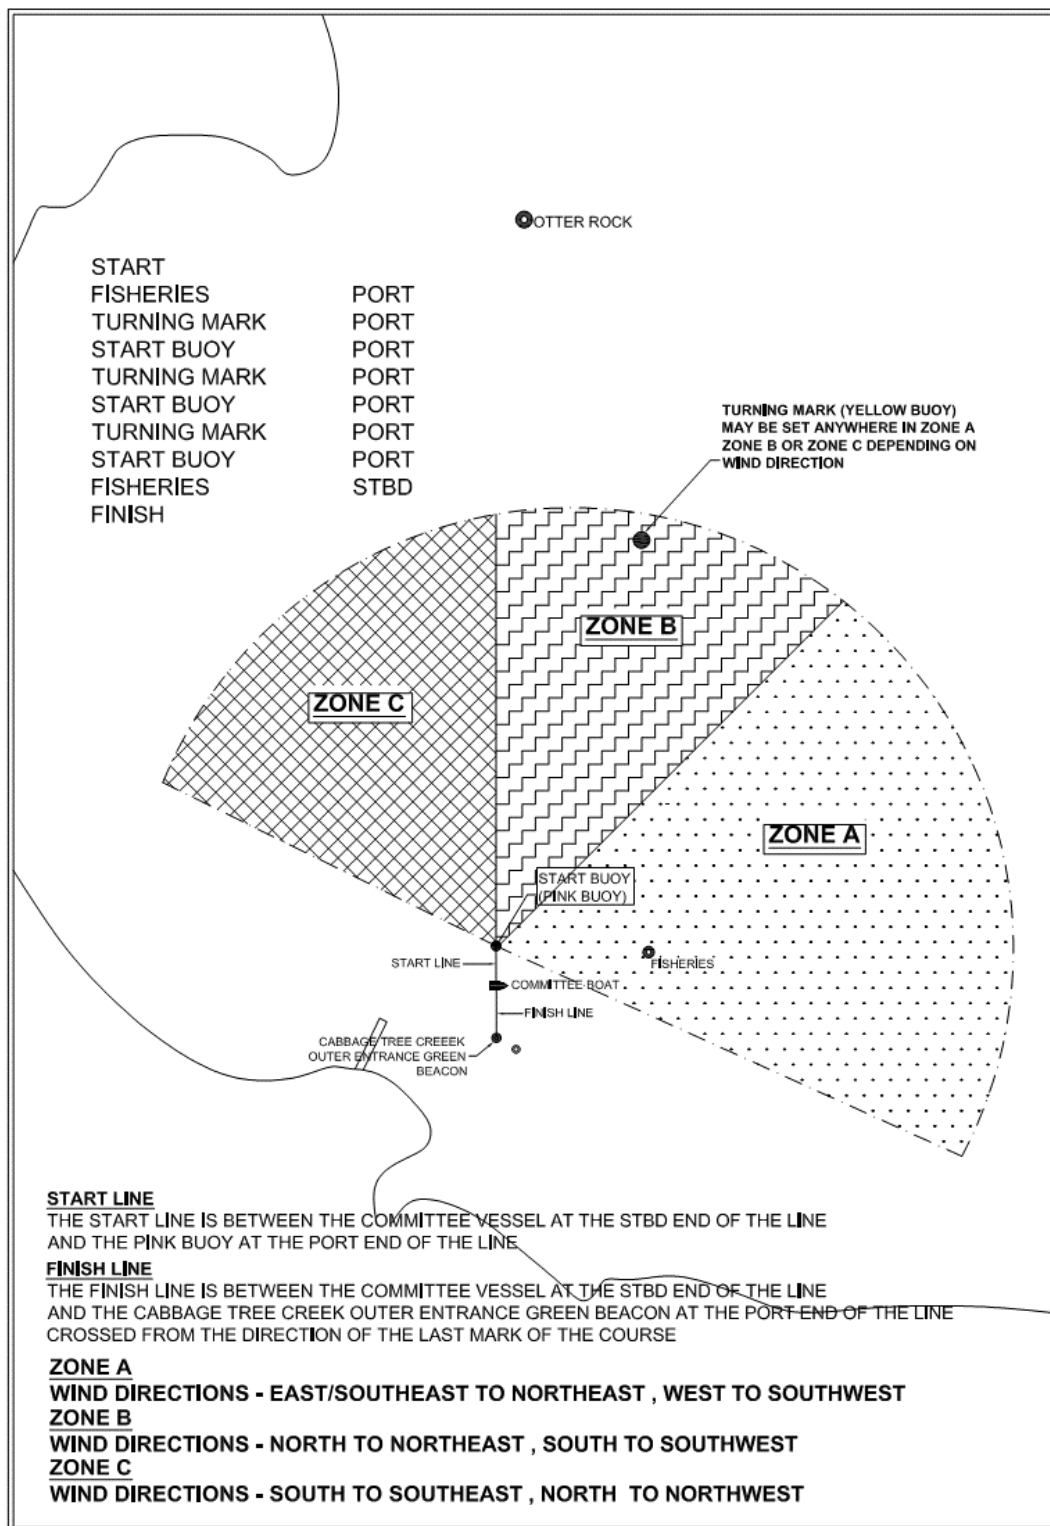 OTTER ROCK
START
FISHERIES PORT
TURNING MARK PORT
START BUOY PORT
TURNING MARK PORT
START BUOY PORT
TURNING MARK PORT
START BUOY PORT
FISHERIES STBD
FINISH
TURNING MARK (YELLOW BUOY)
MAY BE SET ANYWHERE IN ZONE A
ZONE B OR ZONE C DEPENDING ON
WIND DIRECTION
ZONE B
ZONE C
ZONE A
START BUOY
(PINK BUOY)
START LINE
FISHERIES
COMMITTEE BOAT
FINISH LINE
CABBAGE TREE CREEEK
OUTER ENTRANCE GREEN
BEACON
START LINE
THE START LINE IS BETWEEN THE COMMITTEE VESSEL AT THE STBD END OF THE LINE
AND THE PINK BUOY AT THE PORT END OF THE LINE
FINISH LINE
THE FINISH LINE IS BETWEEN THE COMMITTEE VESSEL AT THE STBD END OF THE LINE
AND THE CABBAGE TREE CREEK OUTER ENTRANCE GREEN BEACON AT THE PORT END OF THE LINE
CROSSED FROM THE DIRECTION OF THE LAST MARK OF THE COURSE
ZONE A
WIND DIRECTIONS - EAST/SOUTHEAST TO NORTHEAST , WEST TO SOUTHWEST
ZONE B
WIND DIRECTIONS - NORTH TO NORTHEAST , SOUTH TO SOUTHWEST
ZONE C
WIND DIRECTIONS - SOUTH TO SOUTHEAST , NORTH TO NORTHWEST